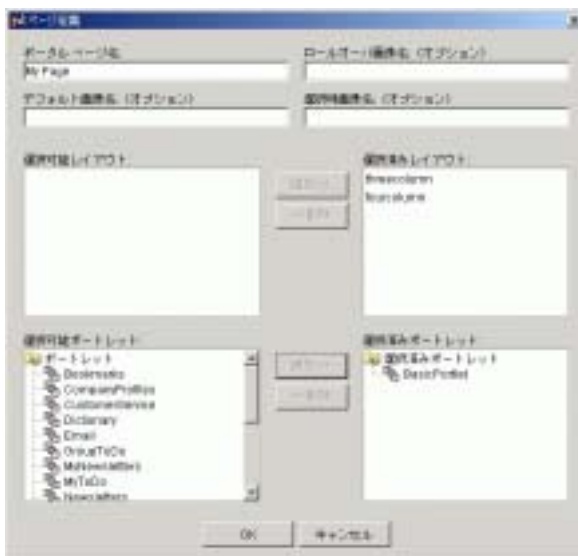 ページ定義
ポータル ページ名
My Page
ロールオーバ画像名 (オプション)
デフォルト画像名 (オプション)
選択時画像名 (オプション)
選択可能レイアウト:
選択済みレイアウト:
threecolumn
fourcolumn
選択可能ポートレット:
ポートレット
Bookmarks
CompanyProfiles
CustomerService
Dictionary
Email
GroupToDo
MyNewsletters
MyToDo
Newsletters
選択済みポートレット:
選択済みポートレット
BasicPortlet
OK
キャンセル